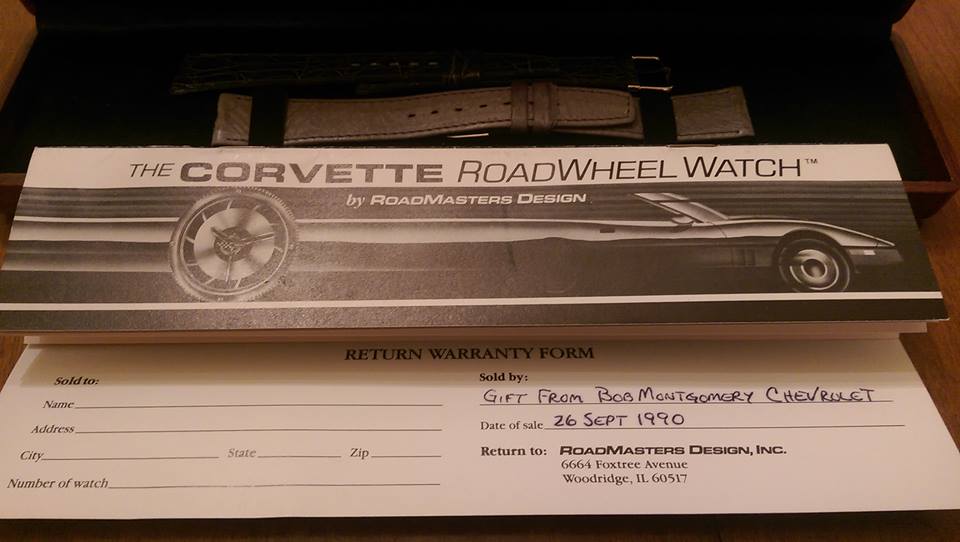 THE CORVETTE ROADWHEEL WATCH™
by ROADMASTERS DESIGN
RETURN WARRANTY FORM
Sold to:
Name
Address
City State Zip
Number of watch
Sold by:
GIFT FROM BOB MONTGOMERY CHEVROLET
Date of sale 26 SEPT 1990
Return to: ROADMASTERS DESIGN, INC.
6664 Foxtree Avenue
Woodridge, IL 60517